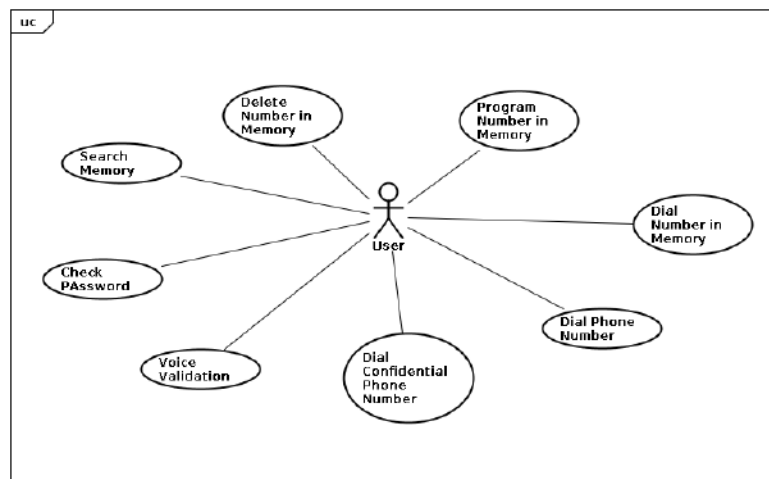 uc
Delete
Number in
Memory
Program
Number in
Memory
Search
Memory
Dial
Number in
Memory
User
Check
PAssword
Dial Phone
Number
Voice
Validation
Dial
Confidential
Phone
Number